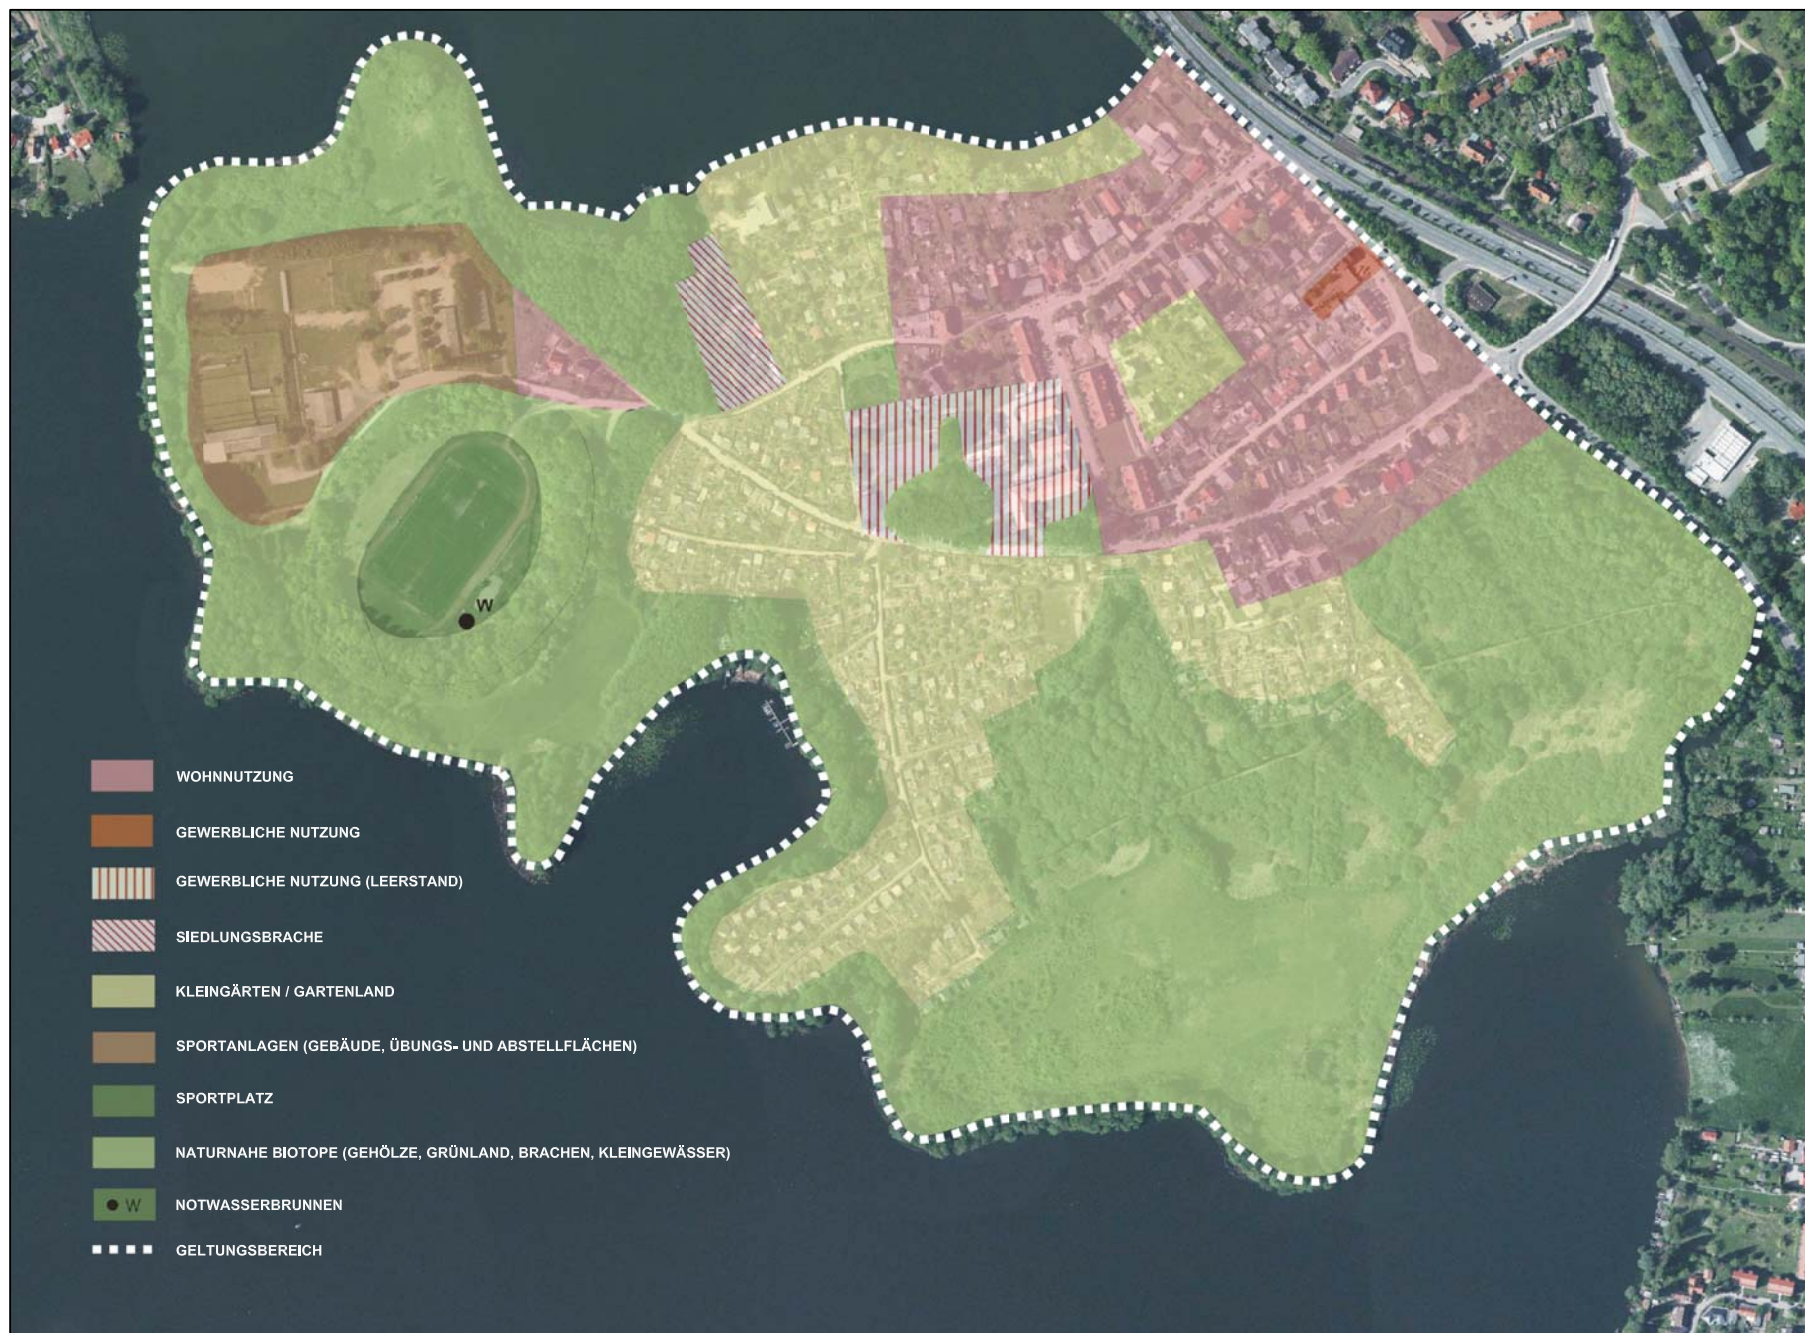 W
WOHNNUTZUNG
GEWERBLICHE NUTZUNG
GEWERBLICHE NUTZUNG (LEERSTAND)
SIEDLUNGSBRACHE
KLEINGÄRTEN / GARTENLAND
SPORTANLAGEN (GEBÄUDE, ÜBUNGS- UND ABSTELLFLÄCHEN)
SPORTPLATZ
NATURNAHE BIOTOPE (GEHÖLZE, GRÜNLAND, BRACHEN, KLEINGEWÄSSER)
W NOTWASSERBRUNNEN
GELTUNGSBEREICH